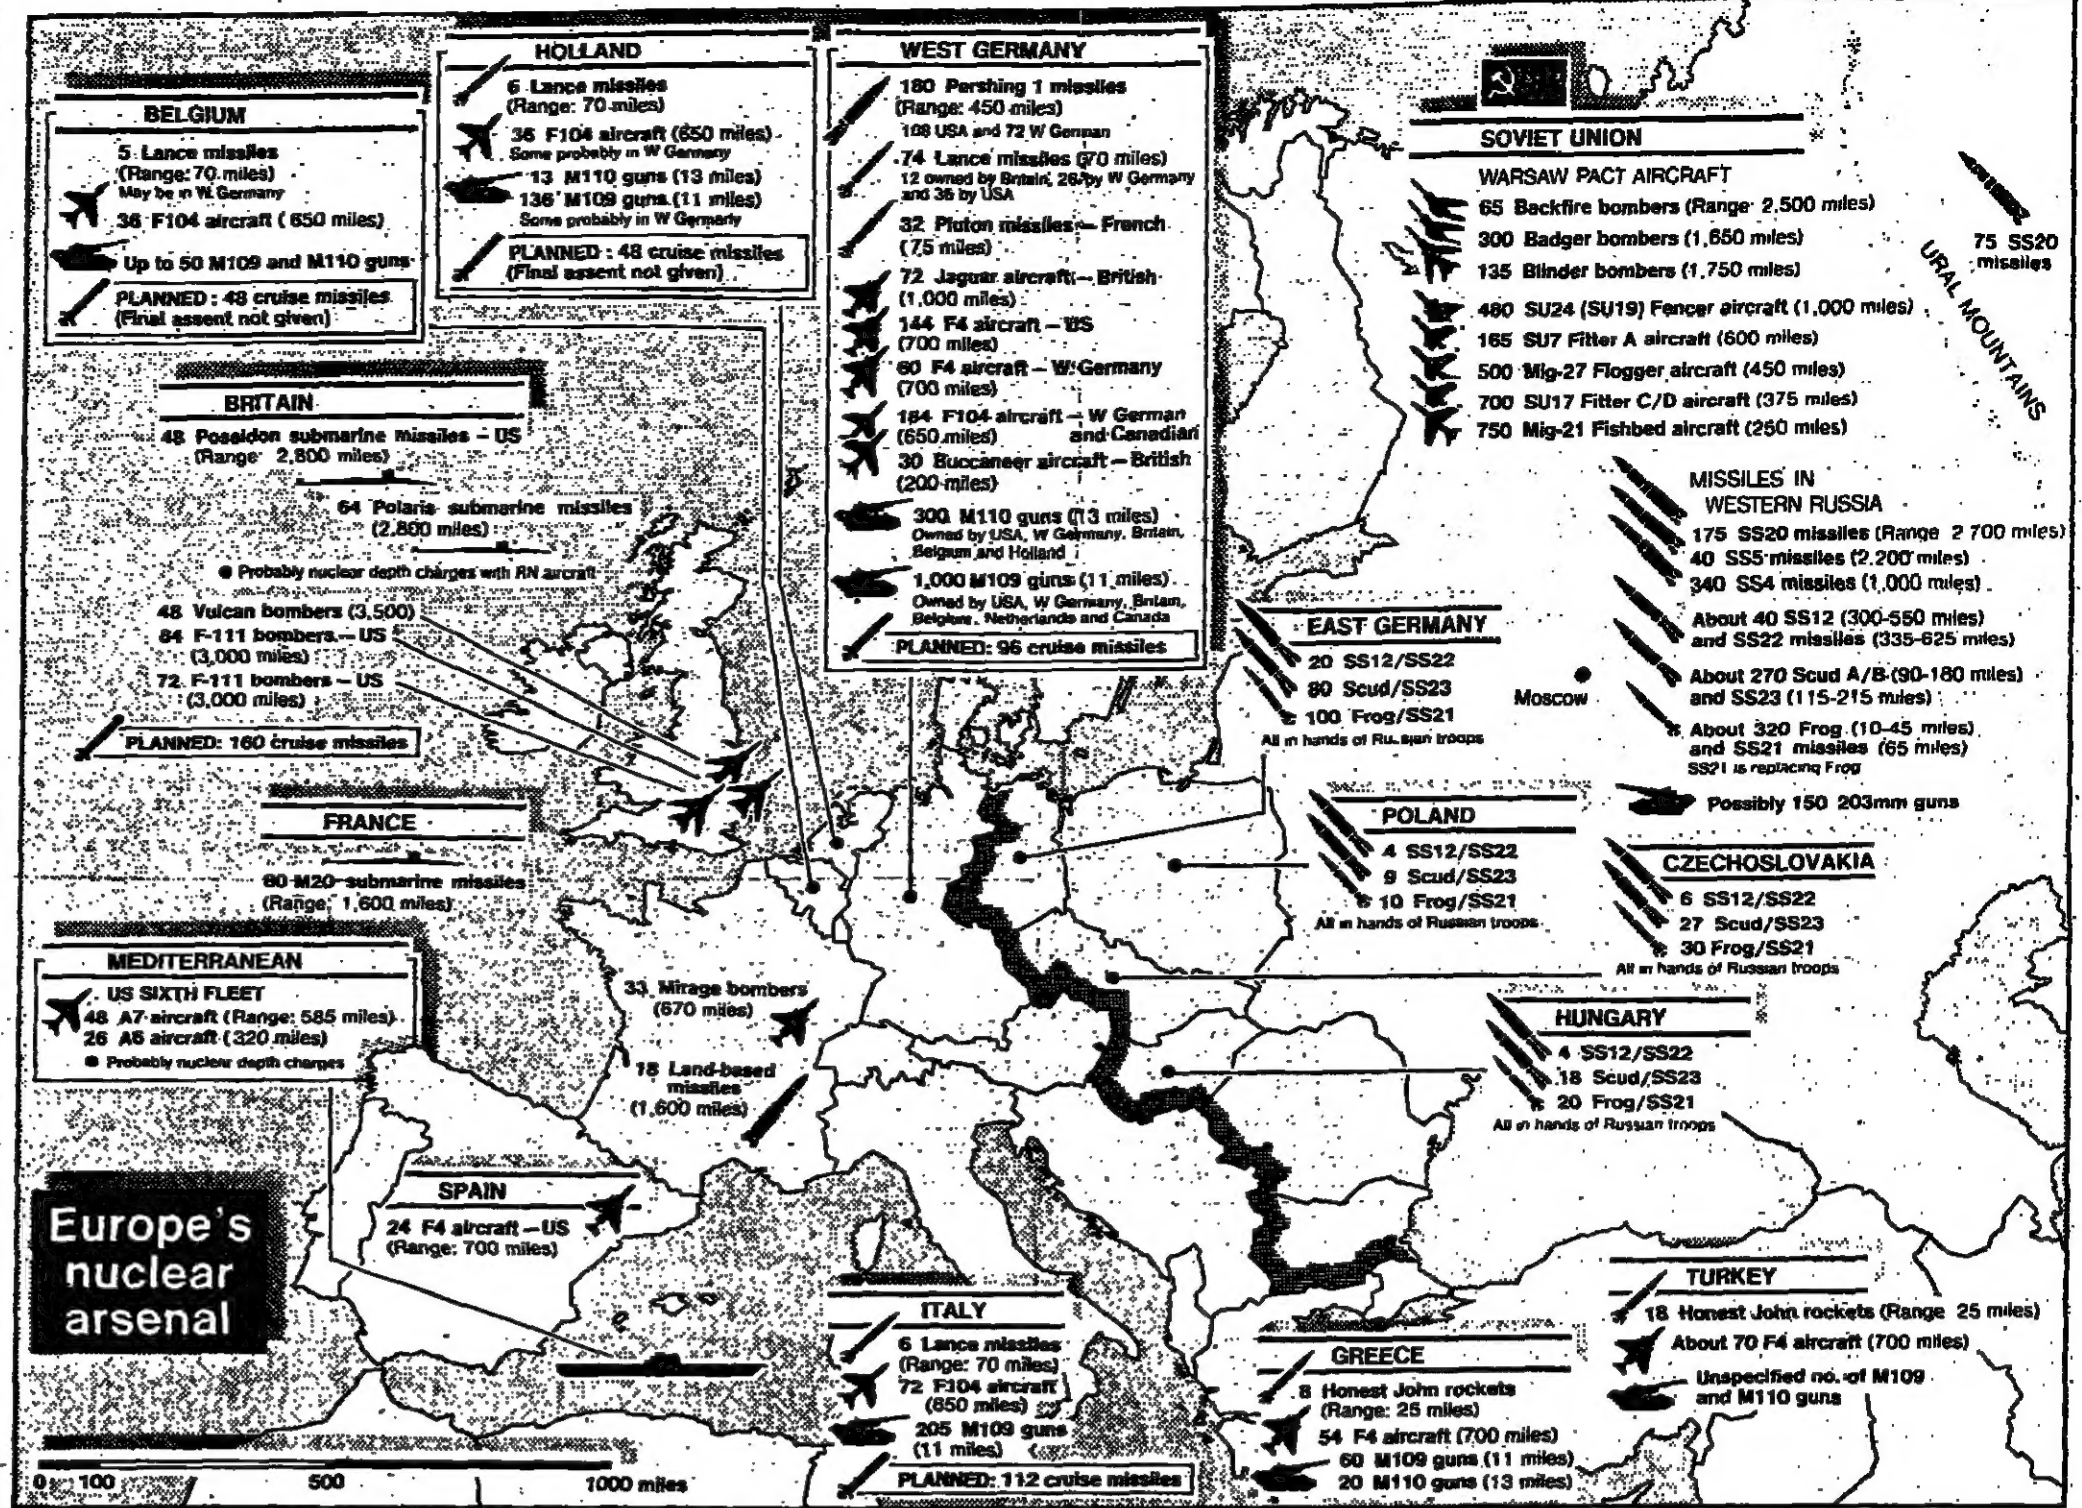 HOLLAND
6 Lance missiles
(Range: 70 miles)
36 F104 aircraft (650 miles)
Some probably in W Germany
13 M110 guns (13 miles)
136 M109 guns (11 miles)
Some probably in W Germany
PLANNED: 48 cruise missiles
(Final assent not given)
WEST GERMANY
180 Pershing 1 missiles
(Range: 450 miles)
108 USA and 72 W German
74 Lance missiles (70 miles)
12 owned by Britain, 26 by W Germany
and 36 by USA
32 Pluton missiles – French
(75 miles)
72 Jaguar aircraft – British
(1,000 miles)
144 F4 aircraft – US
(700 miles)
60 F4 aircraft – W. Germany
(700 miles)
184 F104 aircraft – W German
(650 miles) and Canadian
30 Buccaneer aircraft – British
(200 miles)
300 M110 guns (13 miles)
Owned by USA, W Germany, Britain,
Belgium and Holland
1,000 M109 guns (11 miles)
Owned by USA, W Germany, Britain,
Belgium, Netherlands and Canada
PLANNED: 96 cruise missiles
BELGIUM
5 Lance missiles
(Range: 70 miles)
May be in W. Germany
36 F104 aircraft (650 miles)
Up to 50 M109 and M110 guns
PLANNED: 48 cruise missiles
(Final assent not given)
BRITAIN
48 Poseidon submarine missiles – US
(Range 2,800 miles)
64 Polaris submarine missiles
(2,800 miles)
● Probably nuclear depth charges with RN aircraft
48 Vulcan bombers (3,500)
84 F-111 bombers – US
(3,000 miles)
72 F-111 bombers – US
(3,000 miles)
PLANNED: 160 cruise missiles
FRANCE
80 M20 submarine missiles
(Range: 1,600 miles)
33 Mirage bombers
(670 miles)
18 Land-based
missiles
(1,600 miles)
MEDITERRANEAN
US SIXTH FLEET
48 A7 aircraft (Range: 585 miles)
26 A6 aircraft (320 miles)
● Probably nuclear depth charges
SPAIN
24 F4 aircraft – US
(Range: 700 miles)
Europe's
nuclear
arsenal
0 100 500 1000 miles
ITALY
6 Lance missiles
(Range: 70 miles)
72 F104 aircraft
(650 miles)
205 M109 guns
(11 miles)
PLANNED: 112 cruise missiles
SOVIET UNION
WARSAW PACT AIRCRAFT
65 Backfire bombers (Range 2,500 miles)
300 Badger bombers (1,650 miles)
135 Blinder bombers (1,750 miles)
480 SU24 (SU19) Fencer aircraft (1,000 miles)
165 SU7 Fitter A aircraft (600 miles)
500 Mig-27 Flogger aircraft (450 miles)
700 SU17 Fitter C/D aircraft (375 miles)
750 Mig-21 Fishbed aircraft (250 miles)
75 SS20
missiles
URAL MOUNTAINS
MISSILES IN
WESTERN RUSSIA
175 SS20 missiles (Range 2 700 miles)
40 SS5 missiles (2.200 miles)
340 SS4 missiles (1,000 miles)
About 40 SS12 (300-550 miles)
and SS22 missiles (335-625 miles)
About 270 Scud A/B (90-180 miles)
and SS23 (115-215 miles)
About 320 Frog (10-45 miles)
and SS21 missiles (65 miles)
SS21 is replacing Frog
Possibly 150 203mm guns
Moscow
EAST GERMANY
20 SS12/SS22
80 Scud/SS23
100 Frog/SS21
All in hands of Russian troops
POLAND
4 SS12/SS22
9 Scud/SS23
10 Frog/SS21
All in hands of Russian troops
CZECHOSLOVAKIA
6 SS12/SS22
27 Scud/SS23
30 Frog/SS21
All in hands of Russian troops
HUNGARY
4 SS12/SS22
18 Scud/SS23
20 Frog/SS21
All in hands of Russian troops
TURKEY
18 Honest John rockets (Range 25 miles)
About 70 F4 aircraft (700 miles)
Unspecified no. of M109
and M110 guns
GREECE
8 Honest John rockets
(Range: 25 miles)
54 F4 aircraft (700 miles)
60 M109 guns (11 miles)
20 M110 guns (13 miles)